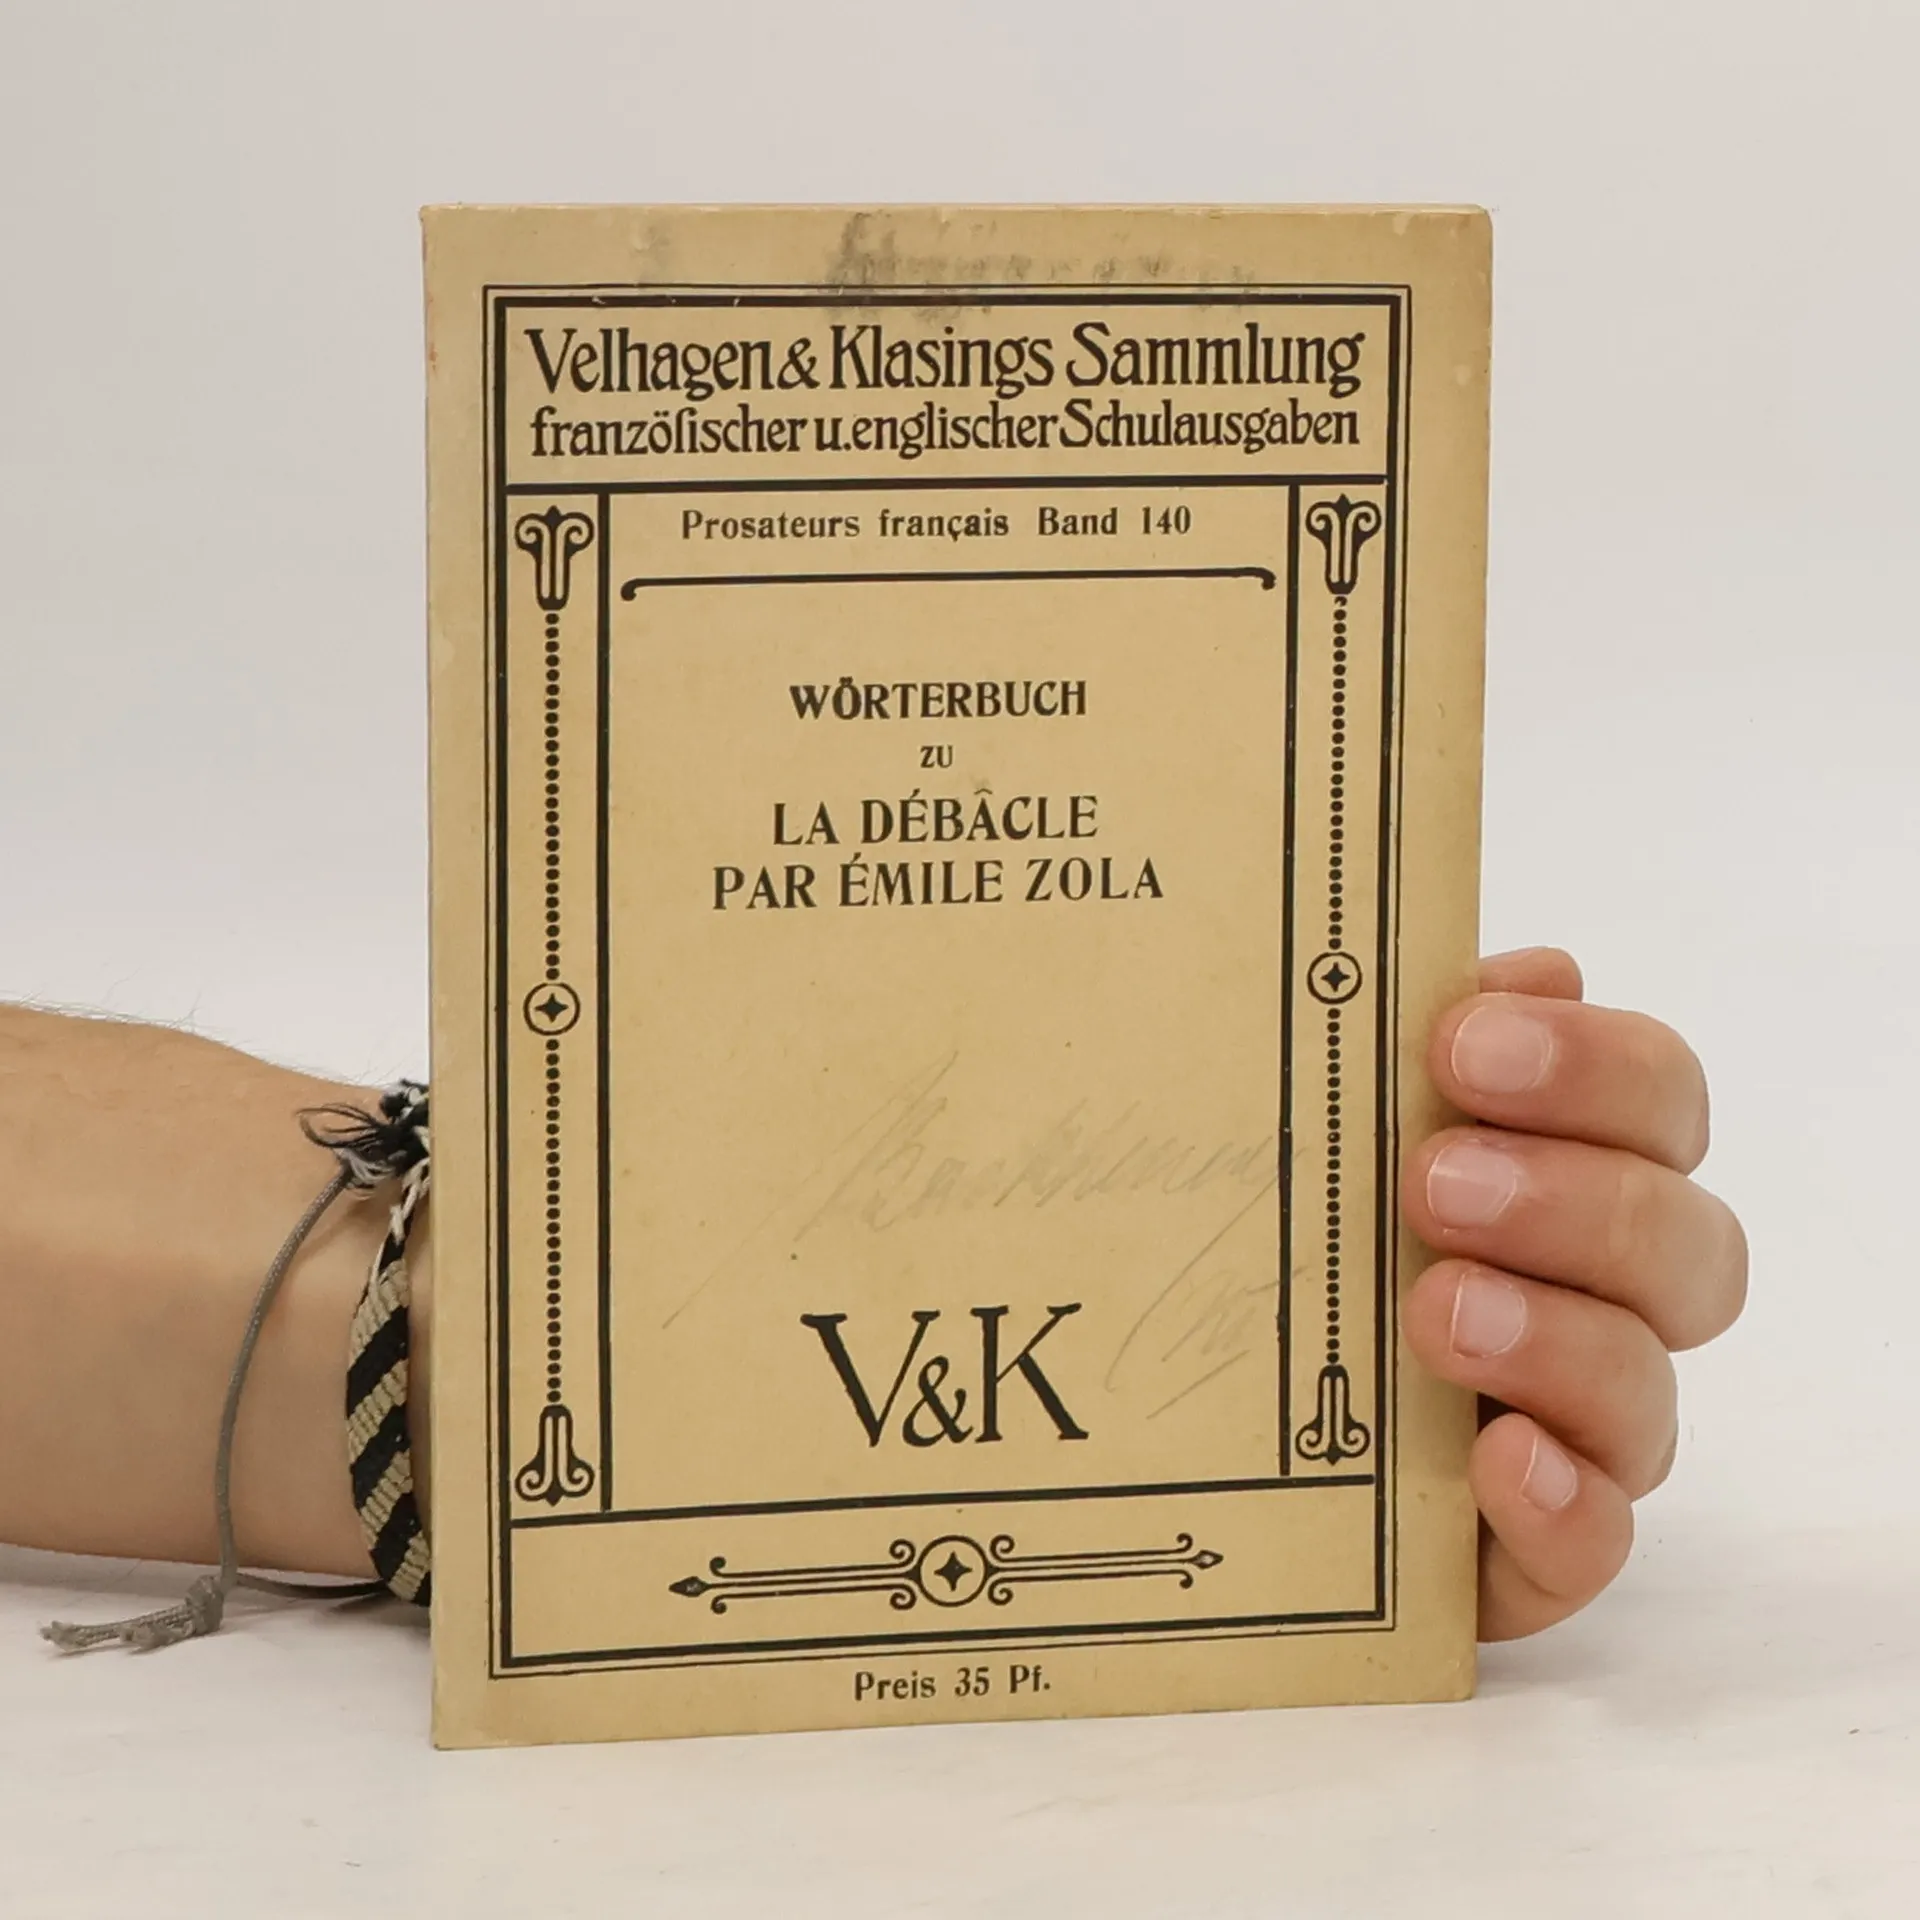 Velhagen & Klasings Sammlung
franzöſischer u. englischer Schulausgaben
Prosateurs français Band 140
WÖRTERBUCH
ZU
LA DÉBÂCLE
PAR ÉMILE ZOLA
V&K
Preis 35 Pf.